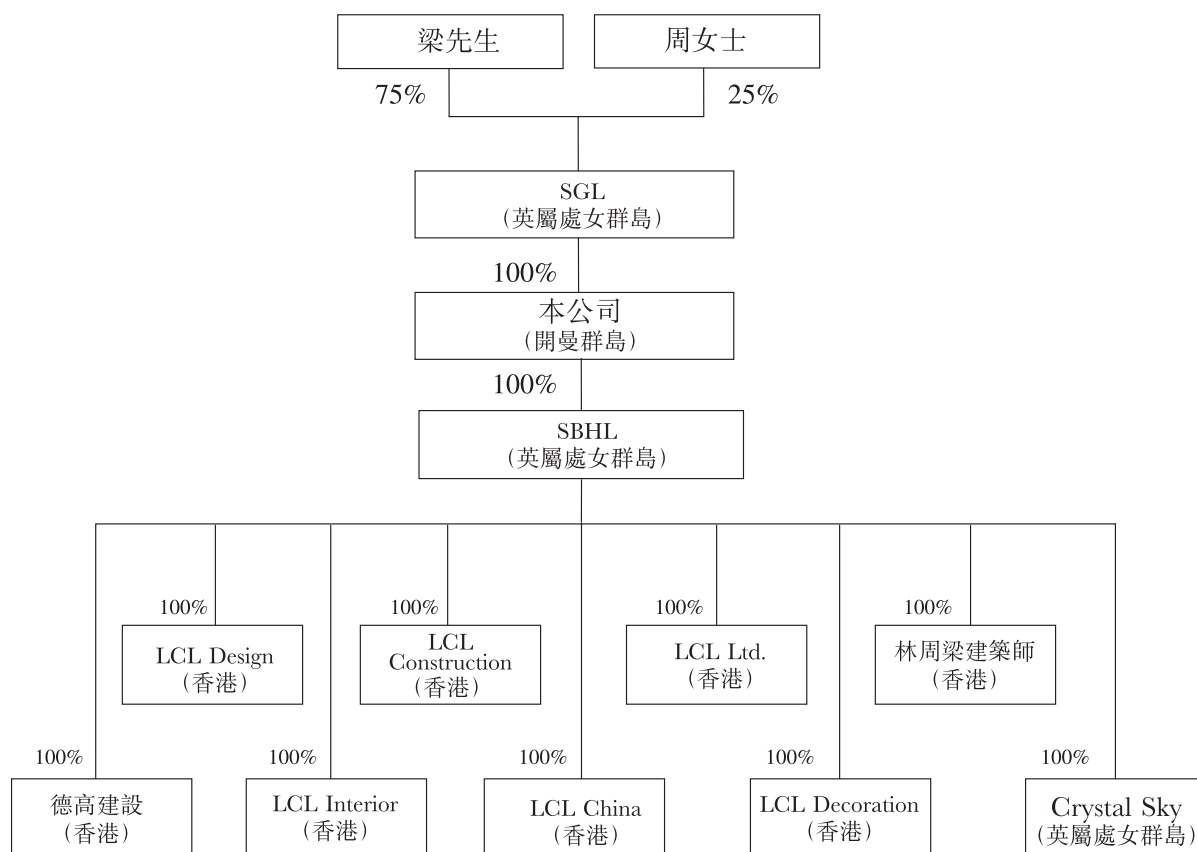 梁先生
周女士
75%
25%
SGL
(英屬處女群島)
100%
本公司
(開曼群島)
100%
SBHL
(英屬處女群島)
100%
100%
100%
100%
LCL Design
(香港)
LCL
Construction
(香港)
LCL Ltd.
(香港)
林周梁建築師
(香港)
100%
100%
100%
100%
100%
德高建設
(香港)
LCL Interior
(香港)
LCL China
(香港)
LCL Decoration
(香港)
Crystal Sky
(英屬處女群島)